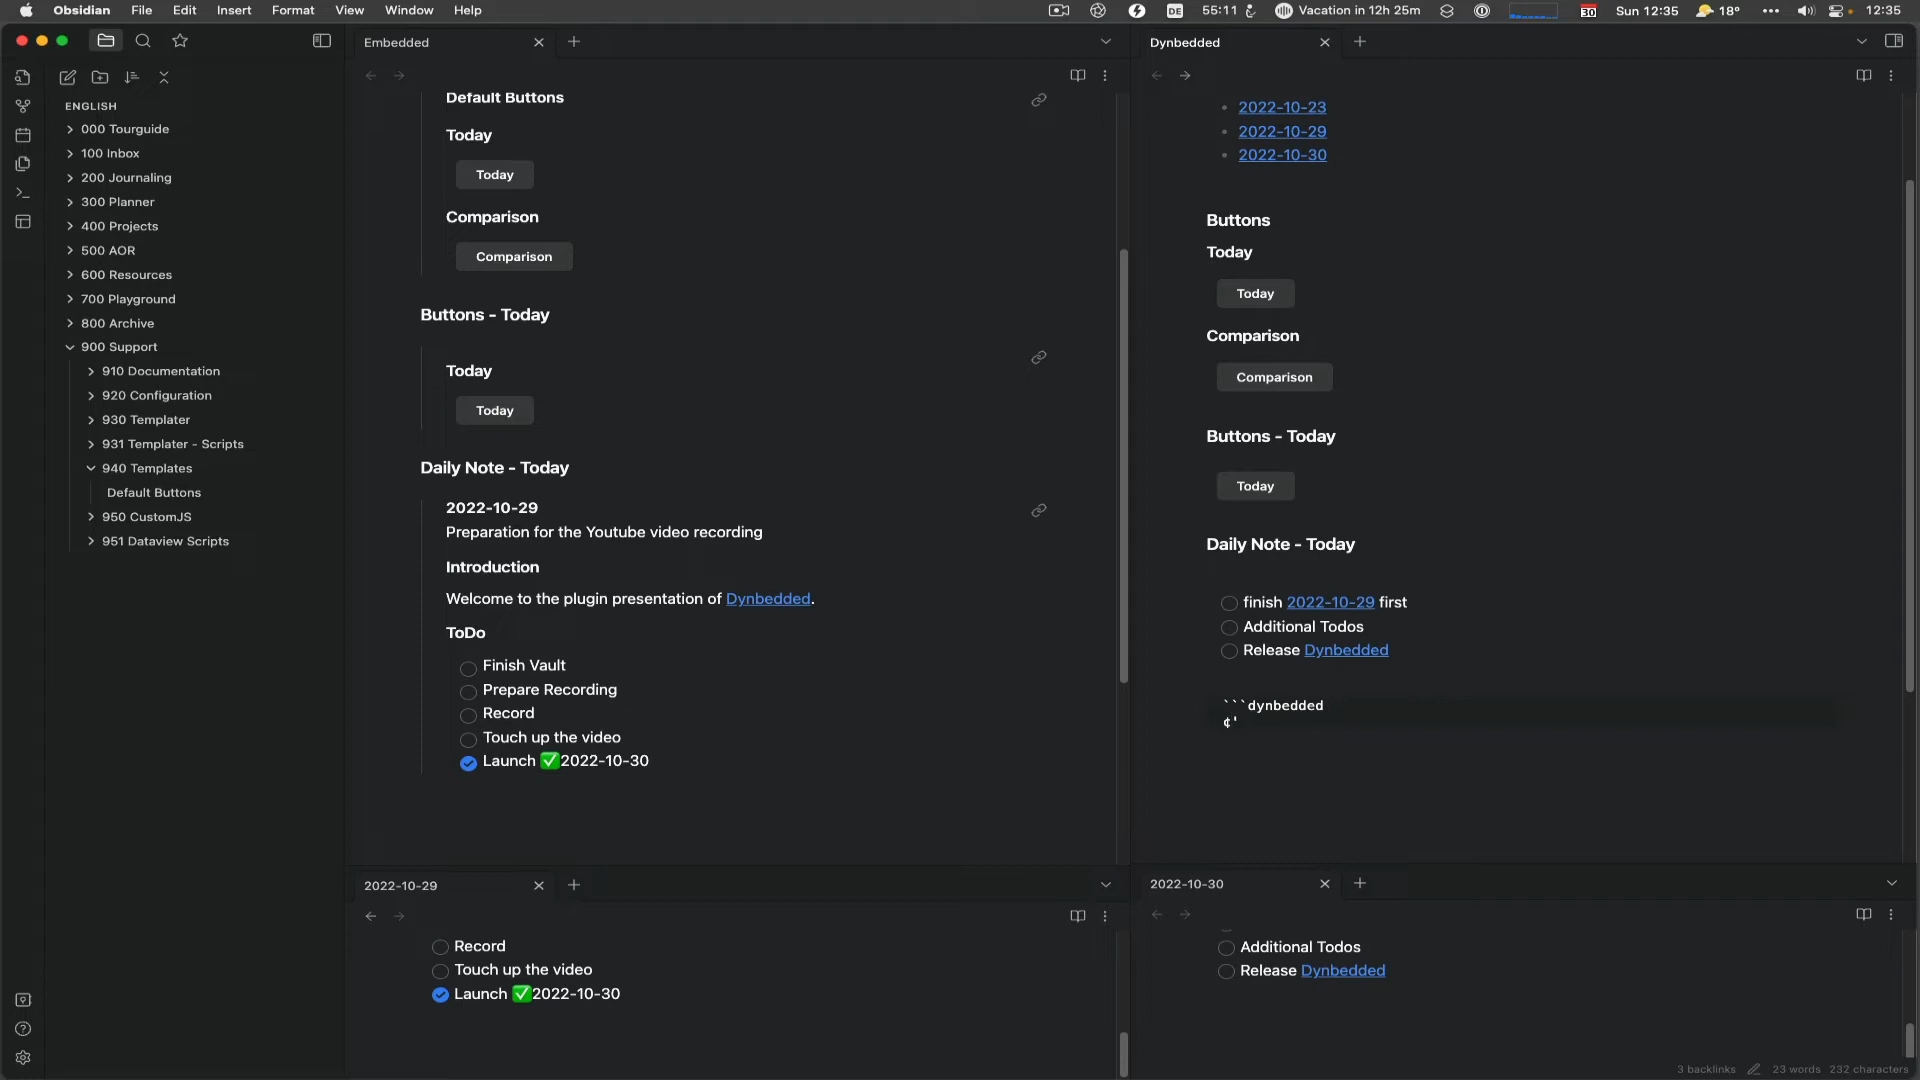 Obsidian File Edit Insert Format View Window Help
DE 55:11 Vacation in 12h 25m 30 Sun 12:35 18° 12:35
Embedded
Dynbedded
ENGLISH
000 Tourguide
100 Inbox
200 Journaling
300 Planner
400 Projects
500 AOR
600 Resources
700 Playground
800 Archive
900 Support
910 Documentation
920 Configuration
930 Templater
931 Templater - Scripts
940 Templates
Default Buttons
950 CustomJS
951 Dataview Scripts
Default Buttons
Today
Today
Comparison
Comparison
Buttons - Today
Today
Today
Daily Note - Today
2022-10-29
Preparation for the Youtube video recording
Introduction
Welcome to the plugin presentation of Dynbedded.
ToDo
Finish Vault
Prepare Recording
Record
Touch up the video
Launch ✅2022-10-30
2022-10-23
2022-10-29
2022-10-30
Buttons
Today
Today
Comparison
Comparison
Buttons - Today
Today
Daily Note - Today
finish 2022-10-29 first
Additional Todos
Release Dynbedded
```dynbedded
2022-10-29
Record
Touch up the video
Launch ✅2022-10-30
2022-10-30
Additional Todos
Release Dynbedded
3 backlinks 23 words 232 characters